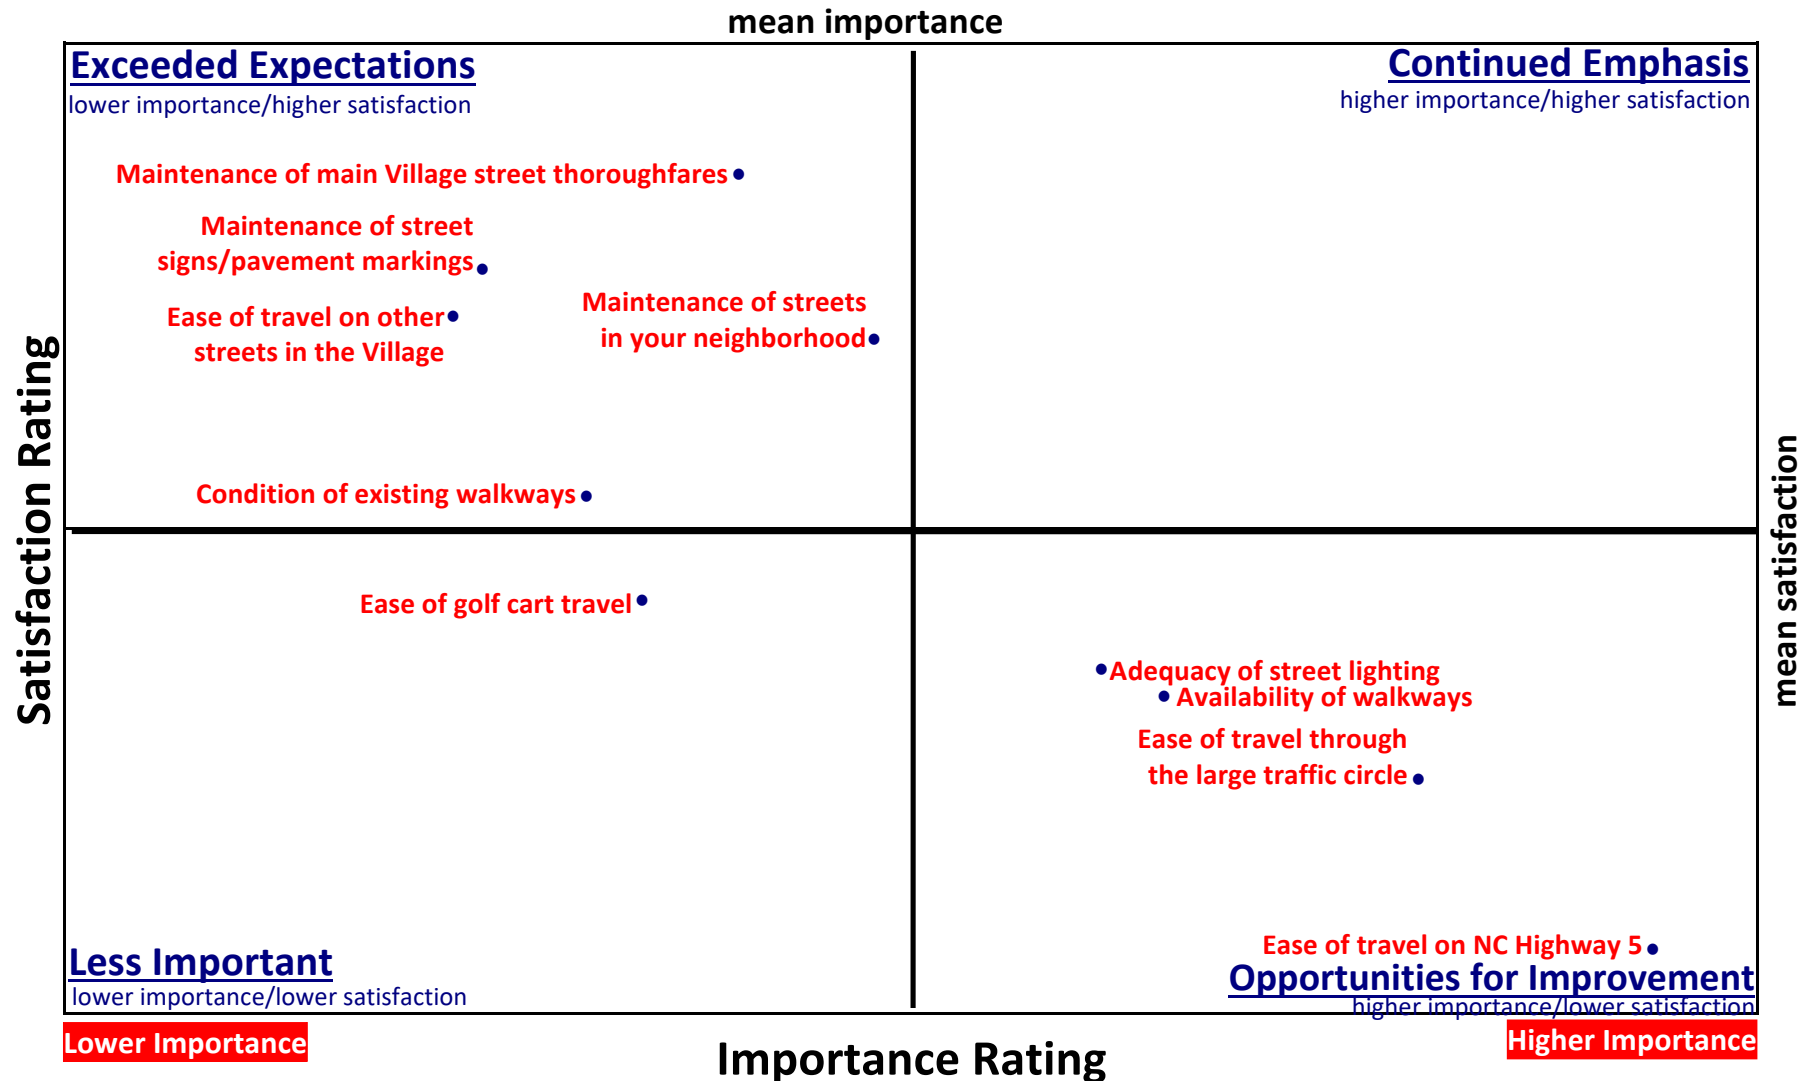 mean importance
Exceeded Expectations
lower importance/higher satisfaction
Continued Emphasis
higher importance/higher satisfaction
Maintenance of main Village street thoroughfares
Maintenance of street
signs/pavement markings
Ease of travel on other
streets in the Village
Maintenance of streets
in your neighborhood
Condition of existing walkways
Satisfaction Rating
mean satisfaction
Ease of golf cart travel
Adequacy of street lighting
Availability of walkways
Ease of travel through
the large traffic circle
Ease of travel on NC Highway 5
Less Important
lower importance/lower satisfaction
Opportunities for Improvement
higher importance/lower satisfaction
Lower Importance
Importance Rating
Higher Importance